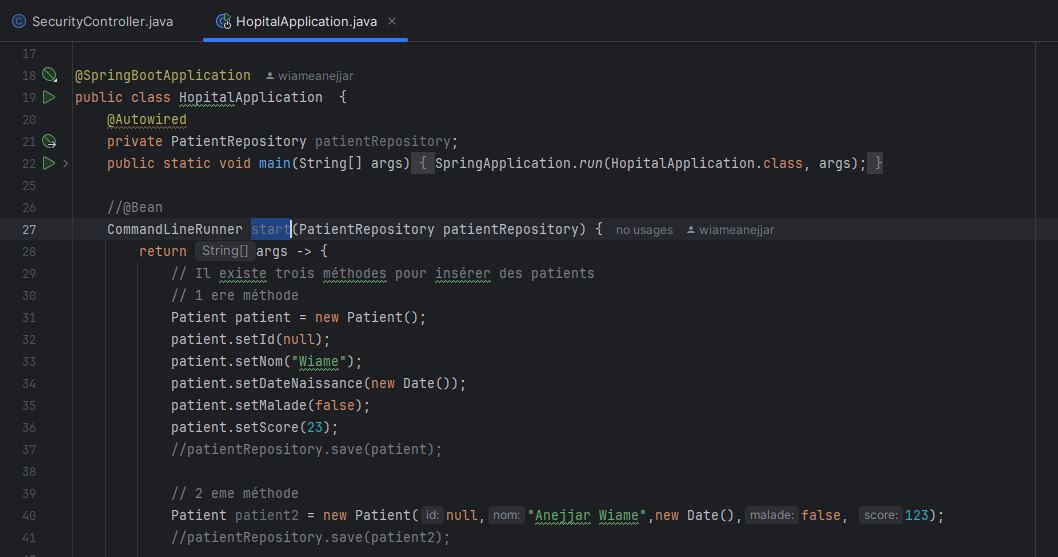 SecurityController.java HopitalApplication.java
17
18 @SpringBootApplication wiameanejjar
19 public class HopitalApplication {
20 @Autowired
21 private PatientRepository patientRepository;
22 public static void main(String[] args) { SpringApplication.run(HopitalApplication.class, args); }
25
26 //@Bean
27 CommandLineRunner start(PatientRepository patientRepository) { no usages wiameanejjar
28 return String[] args -> {
29 // Il existe trois méthodes pour insérer des patients
30 // 1 ere méthode
31 Patient patient = new Patient();
32 patient.setId(null);
33 patient.setNom("Wiame");
34 patient.setDateNaissance(new Date());
35 patient.setMalade(false);
36 patient.setScore(23);
37 //patientRepository.save(patient);
38
39 // 2 eme méthode
40 Patient patient2 = new Patient( id: null, nom: "Anejjar Wiame",new Date(), malade: false, score: 123);
41 //patientRepository.save(patient2);